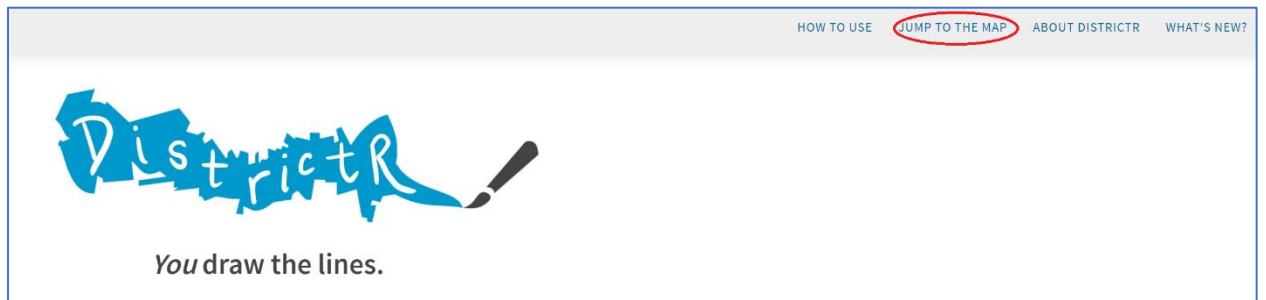 HOW TO USE JUMP TO THE MAP ABOUT DISTRICTR WHAT'S NEW?
DistrictR
You draw the lines.